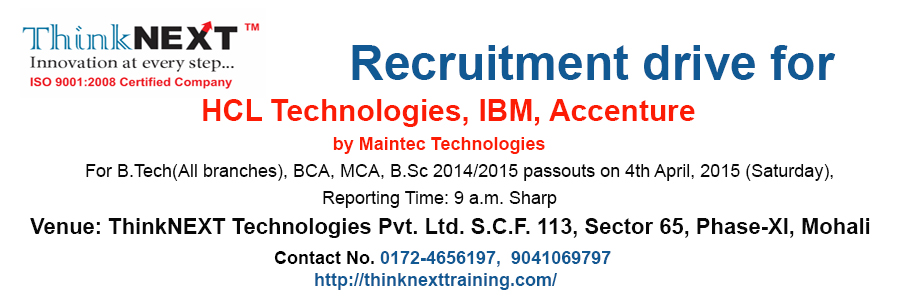 ThinkNEXT™
Innovation at every step...
ISO 9001:2008 Certified Company
Recruitment drive for
HCL Technologies, IBM, Accenture
by Maintec Technologies
For B.Tech(All branches), BCA, MCA, B.Sc 2014/2015 passouts on 4th April, 2015 (Saturday),
Reporting Time: 9 a.m. Sharp
Venue: ThinkNEXT Technologies Pvt. Ltd. S.C.F. 113, Sector 65, Phase-XI, Mohali
Contact No. 0172-4656197, 9041069797
http://thinknexttraining.com/